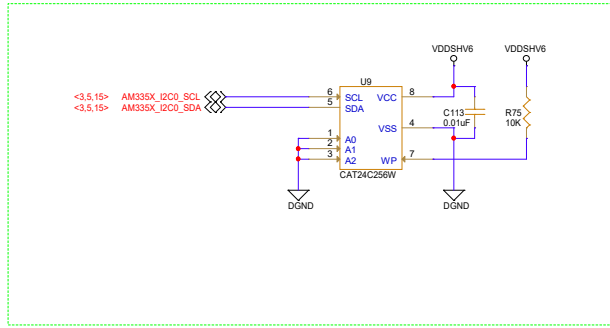 VDDSHV6 VDDSHV6
U9
<3,5,15> AM335X_I2C0_SCL 6 SCL VCC 8
<3,5,15> AM335X_I2C0_SDA 5 SDA
C113 R75
0.01uF 10K
VSS 4
1 A0
2 A1
3 A2 WP 7
CAT24C256W
DGND DGND